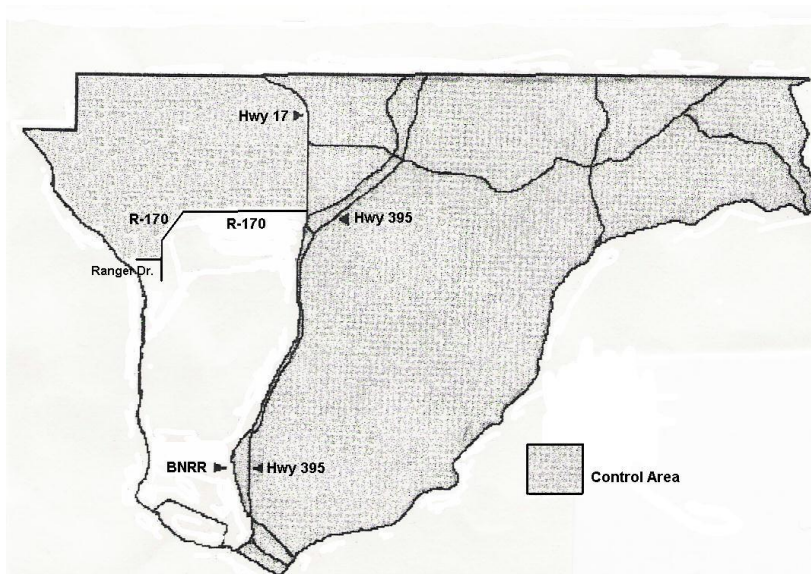 Hwy 17
R-170
R-170
Hwy 395
Ranger Dr.
BNRR
Hwy 395
Control Area